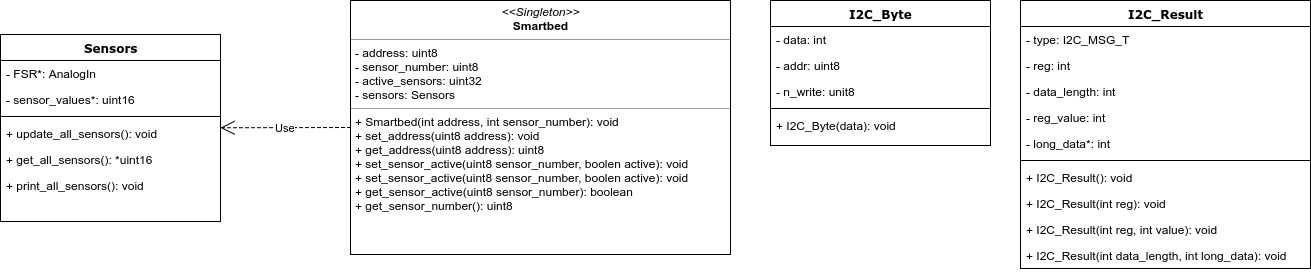 Sensors
- FSR*: AnalogIn
- sensor_values*: uint16
+ update_all_sensors(): void
+ get_all_sensors(): *uint16
+ print_all_sensors(): void
Use
<<Singleton>>
Smartbed
- address: uint8
- sensor_number: uint8
- active_sensors: uint32
- sensors: Sensors
+ Smartbed(int address, int sensor_number): void
+ set_address(uint8 address): void
+ get_address(uint8 address): uint8
+ set_sensor_active(uint8 sensor_number, boolen active): void
+ set_sensor_active(uint8 sensor_number, boolen active): void
+ get_sensor_active(uint8 sensor_number): boolean
+ get_sensor_number(): uint8
I2C_Byte
- data: int
- addr: uint8
- n_write: unit8
+ I2C_Byte(data): void
I2C_Result
- type: I2C_MSG_T
- reg: int
- data_length: int
- reg_value: int
- long_data*: int
+ I2C_Result(): void
+ I2C_Result(int reg): void
+ I2C_Result(int reg, int value): void
+ I2C_Result(int data_length, int long_data): void